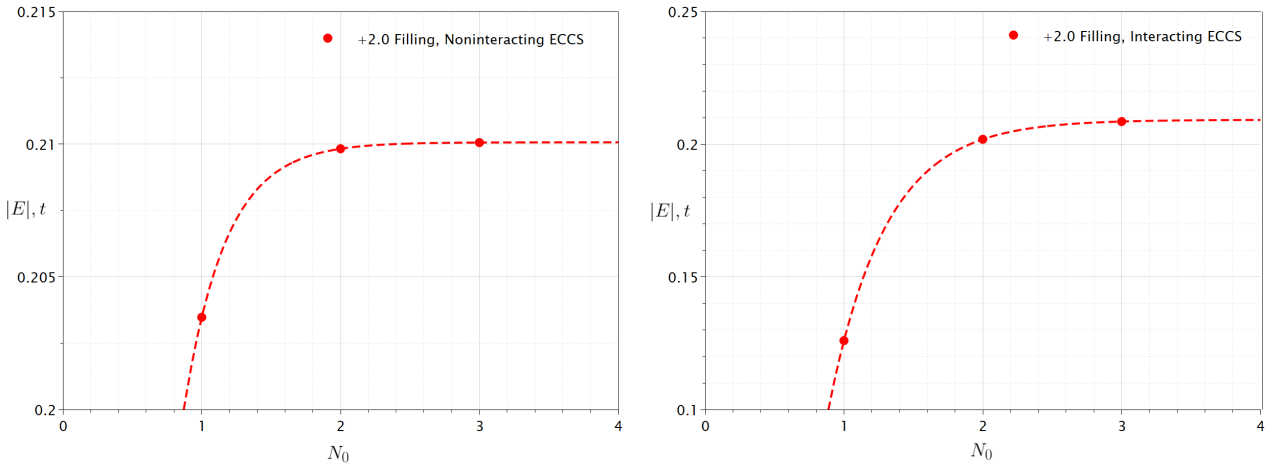 0.215
+2.0 Filling, Noninteracting ECCS
0.21
|E|, t
0.205
0.2
0 1 2 3 4
N₀
0.25
+2.0 Filling, Interacting ECCS
0.2
|E|, t
0.15
0.1
0 1 2 3 4
N₀